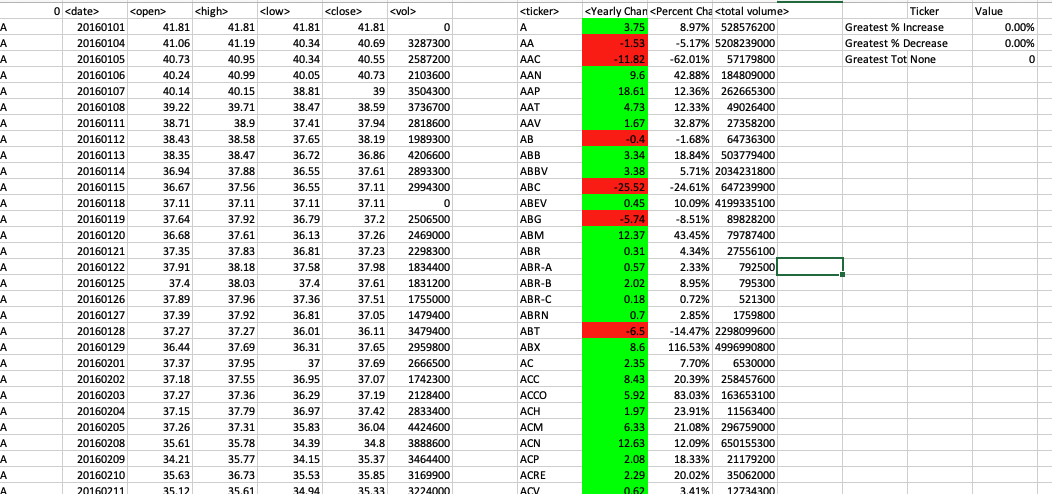 0 <date> <open> <high> <low> <close> <vol> <ticker> <Yearly Chan <Percent Cha <total volume> Ticker Value
A 20160101 41.81 41.81 41.81 41.81 0 A 3.75 8.97% 528576200 Greatest % Increase 0.00%
A 20160104 41.06 41.19 40.34 40.69 3287300 AA -1.53 -5.17% 5208239000 Greatest % Decrease 0.00%
A 20160105 40.73 40.95 40.34 40.55 2587200 AAC -11.82 -62.01% 57179800 Greatest Tot None 0
A 20160106 40.24 40.99 40.05 40.73 2103600 AAN 9.6 42.88% 184809000
A 20160107 40.14 40.15 38.81 39 3504300 AAP 18.61 12.36% 262665300
A 20160108 39.22 39.71 38.47 38.59 3736700 AAT 4.73 12.33% 49026400
A 20160111 38.71 38.9 37.41 37.94 2818600 AAV 1.67 32.87% 27358200
A 20160112 38.43 38.58 37.65 38.19 1989300 AB -0.4 -1.68% 64736300
A 20160113 38.35 38.47 36.72 36.86 4206600 ABB 3.34 18.84% 503779400
A 20160114 36.94 37.88 36.55 37.61 2893300 ABBV 3.38 5.71% 2034231800
A 20160115 36.67 37.56 36.55 37.11 2994300 ABC -25.52 -24.61% 647239900
A 20160118 37.11 37.11 37.11 37.11 0 ABEV 0.45 10.09% 4199335100
A 20160119 37.64 37.92 36.79 37.2 2506500 ABG -5.74 -8.51% 89828200
A 20160120 36.68 37.61 36.13 37.26 2469000 ABM 12.37 43.45% 79787400
A 20160121 37.35 37.83 36.81 37.23 2298300 ABR 0.31 4.34% 27556100
A 20160122 37.91 38.18 37.58 37.98 1834400 ABR-A 0.57 2.33% 792500
A 20160125 37.4 38.03 37.4 37.61 1831200 ABR-B 2.02 8.95% 795300
A 20160126 37.89 37.96 37.36 37.51 1755000 ABR-C 0.18 0.72% 521300
A 20160127 37.39 37.92 36.81 37.05 1479400 ABRN 0.7 2.85% 1759800
A 20160128 37.27 37.27 36.01 36.11 3479400 ABT -6.5 -14.47% 2298099600
A 20160129 36.44 37.69 36.31 37.65 2959800 ABX 8.6 116.53% 4996990800
A 20160201 37.37 37.95 37 37.69 2666500 AC 2.35 7.70% 6530000
A 20160202 37.18 37.55 36.95 37.07 1742300 ACC 8.43 20.39% 258457600
A 20160203 37.27 37.36 36.29 37.19 2128400 ACCO 5.92 83.03% 163653100
A 20160204 37.15 37.79 36.97 37.42 2833400 ACH 1.97 23.91% 11563400
A 20160205 37.26 37.31 35.83 36.04 4424600 ACM 6.33 21.08% 296759000
A 20160208 35.61 35.78 34.39 34.8 3888600 ACN 12.63 12.09% 650155300
A 20160209 34.21 35.77 34.15 35.37 3464400 ACP 2.08 18.33% 21179200
A 20160210 35.63 36.73 35.53 35.85 3169900 ACRE 2.29 20.02% 35062000
A 20160211 35.12 35.61 34.94 35.33 3224000 ACV 0.62 3.41% 12734300